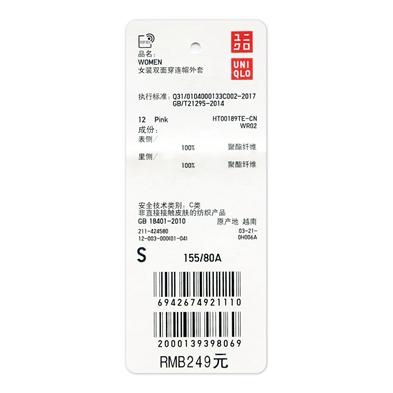 ユニ
クロ
UNI
QLO
品名:
WOMEN
女装双面穿连帽外套
执行标准: Q31/0104000133C002-2017
GB/T21295-2014
12 Pink HT00189TE-CN
成份: WR02
表侧/
100% 聚酯纤维
里侧/
100% 聚酯纤维
安全技术类别: C类
非直接接触皮肤的纺织产品
GB 18401-2010 原产地 越南
211-424580 03-21-
12-003-000(01-04) 0H006A
S 155/80A
6942674921110
2000139398069
RMB249元